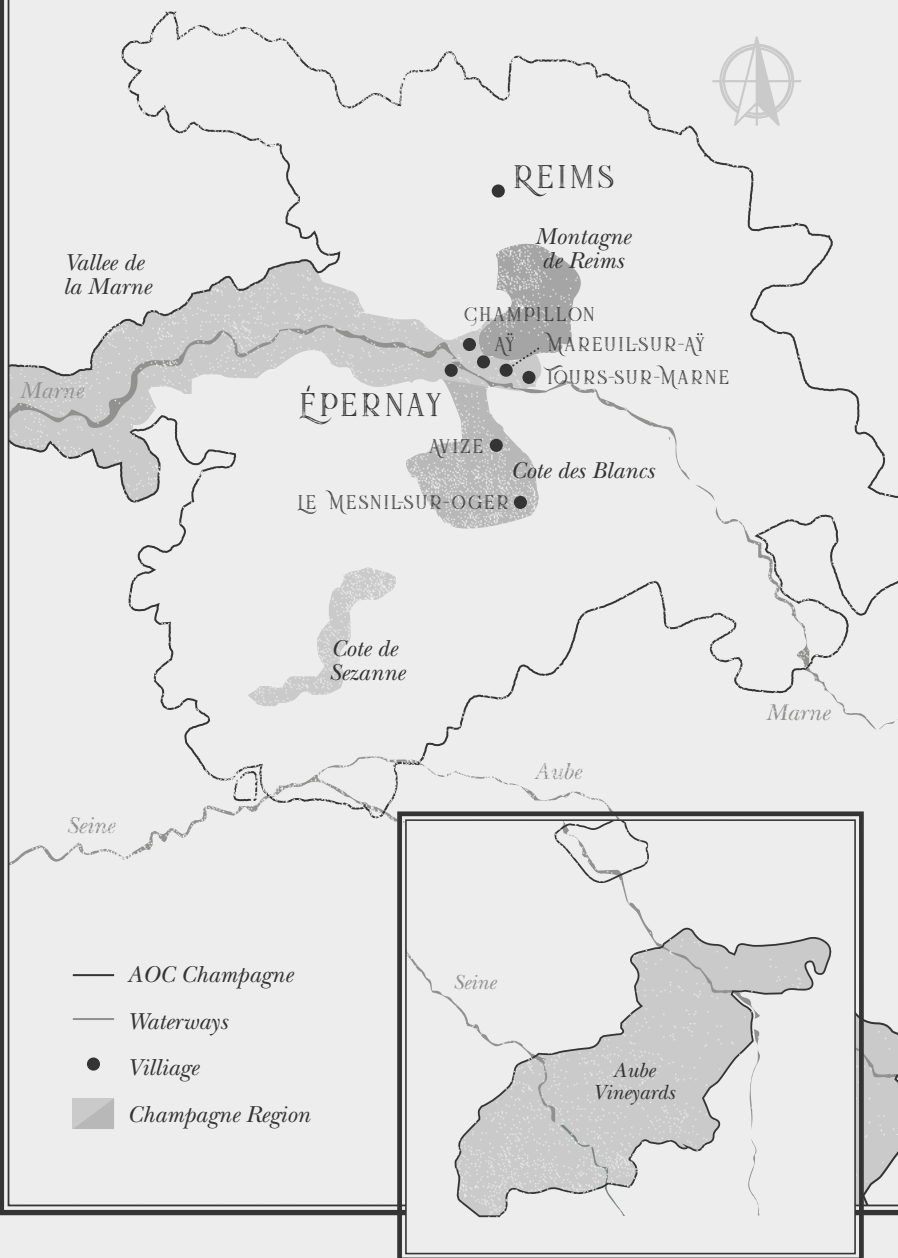 REIMS
Montagne
de Reims
Vallee de
la Marne
CHAMPILLON
AŸ
MAREUIL-SUR-AŸ
Marne
TOURS-SUR-MARNE
ÉPERNAY
AVIZE
Cote des Blancs
LE MESNIL-SUR-OGER
Cote de
Sezanne
Marne
Aube
Seine
AOC Champagne
Waterways
Villiage
Champagne Region
Seine
Aube
Vineyards